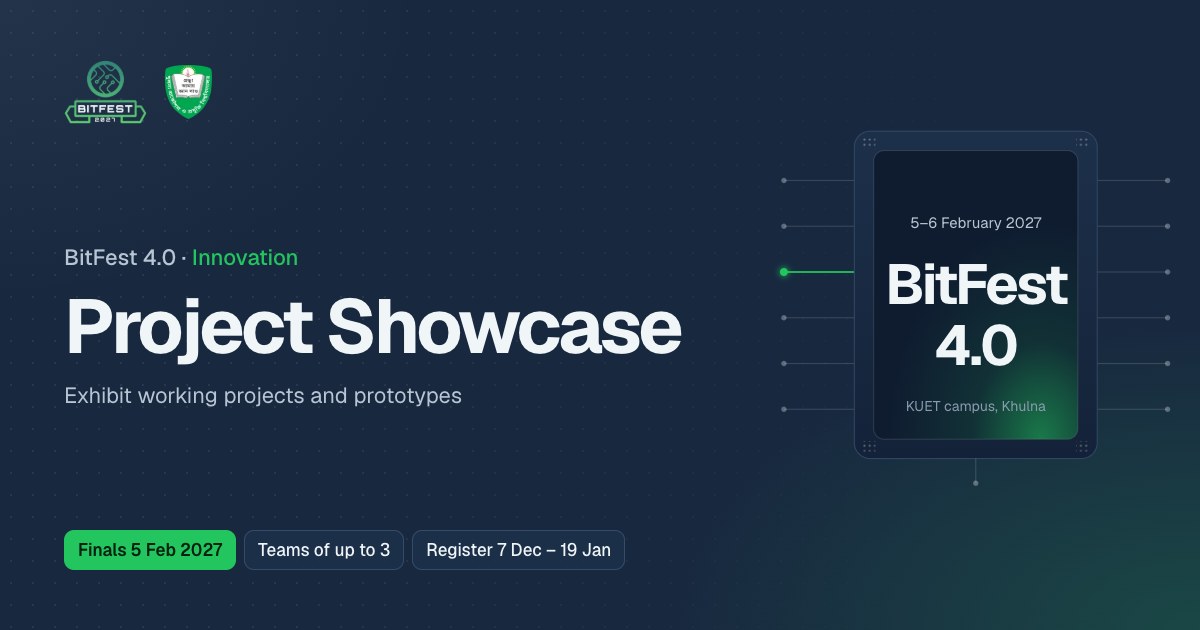 BITFEST
2027
BitFest 4.0 · Innovation
Project Showcase
Exhibit working projects and prototypes
Finals 5 Feb 2027
Teams of up to 3
Register 7 Dec – 19 Jan
5–6 February 2027
BitFest
4.0
KUET campus, Khulna